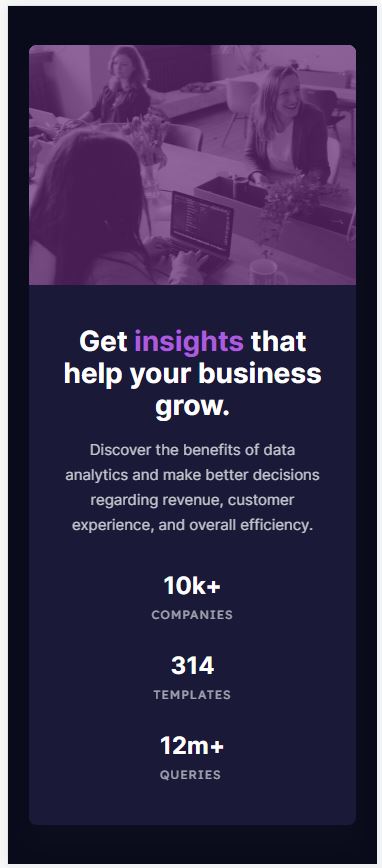 Get insights that
help your business
grow.
Discover the benefits of data
analytics and make better decisions
regarding revenue, customer
experience, and overall efficiency.
10k+
COMPANIES
314
TEMPLATES
12m+
QUERIES